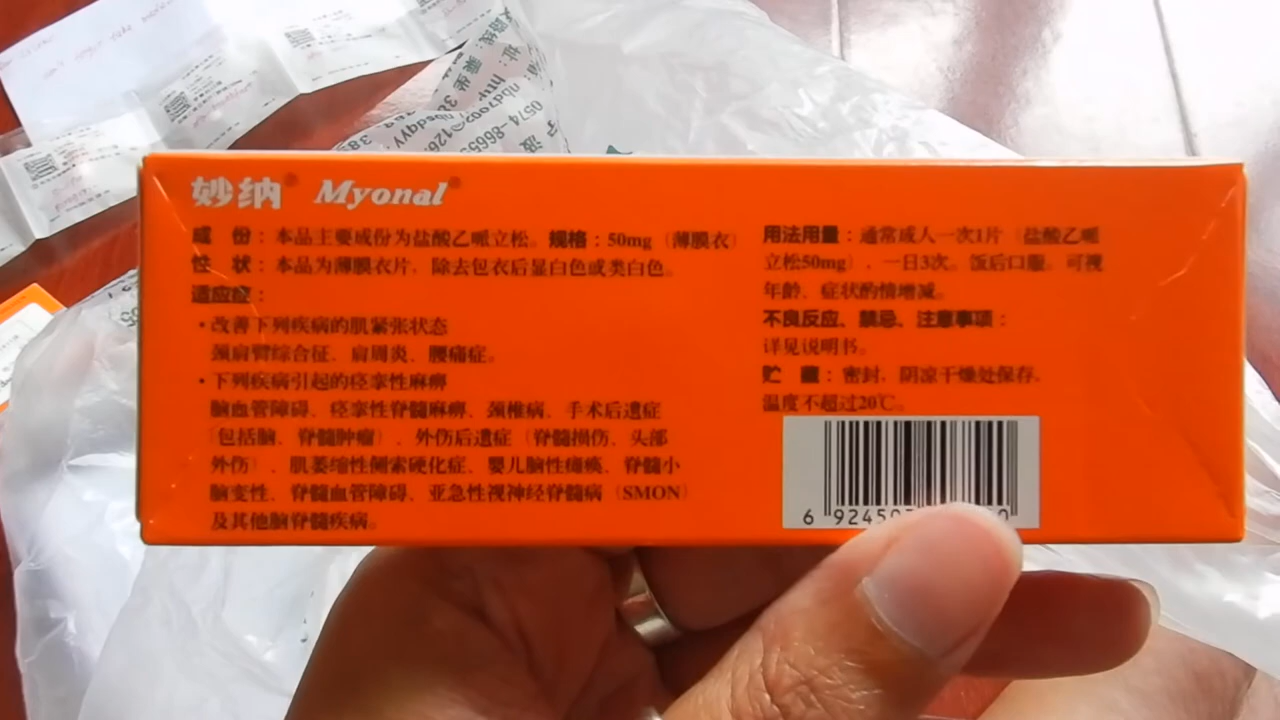 妙纳® Myonal®
成 份：本品主要成份为盐酸乙哌立松。规格：50mg（薄膜衣）
性 状：本品为薄膜衣片，除去包衣后显白色或类白色。
适应症：
·改善下列疾病的肌紧张状态
颈肩臂综合征、肩周炎、腰痛症。
·下列疾病引起的痉挛性麻痹
脑血管障碍、痉挛性脊髓麻痹、颈椎病、手术后遗症
（包括脑、脊髓肿瘤）、外伤后遗症（脊髓损伤、头部
外伤）、肌萎缩性侧索硬化症、婴儿脑性瘫痪、脊髓小
脑变性、脊髓血管障碍、亚急性视神经脊髓病（SMON）
及其他脑脊髓疾病。
用法用量：通常成人一次1片（盐酸乙哌
立松50mg），一日3次。饭后口服。可视
年龄、症状酌情增减。
不良反应、禁忌、注意事项：
详见说明书。
贮 藏：密封，阴凉干燥处保存。
温度不超过20℃。
0574-8665